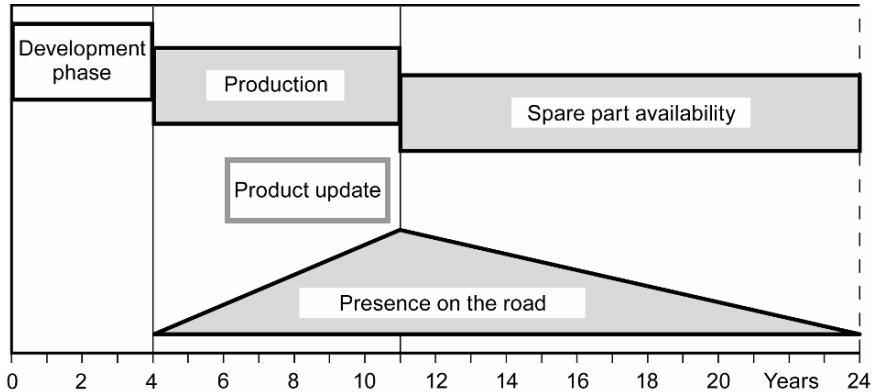 Development
phase
Production
Spare part availability
Product update
Presence on the road
0 2 4 6 8 10 12 14 16 18 20 Years 24